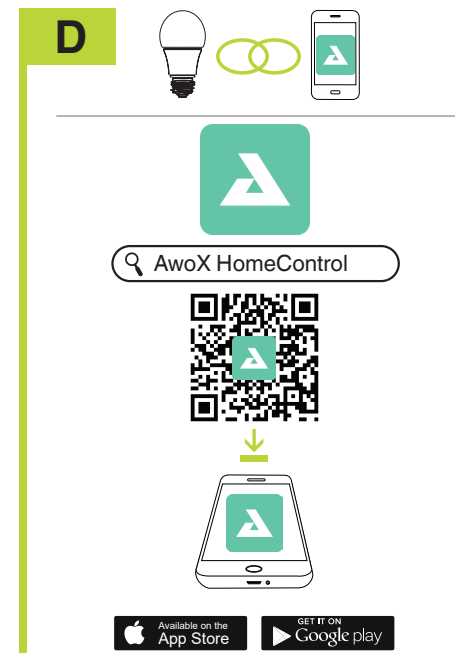 D
AwoX HomeControl
Available on the
App Store
GET IT ON
Google play